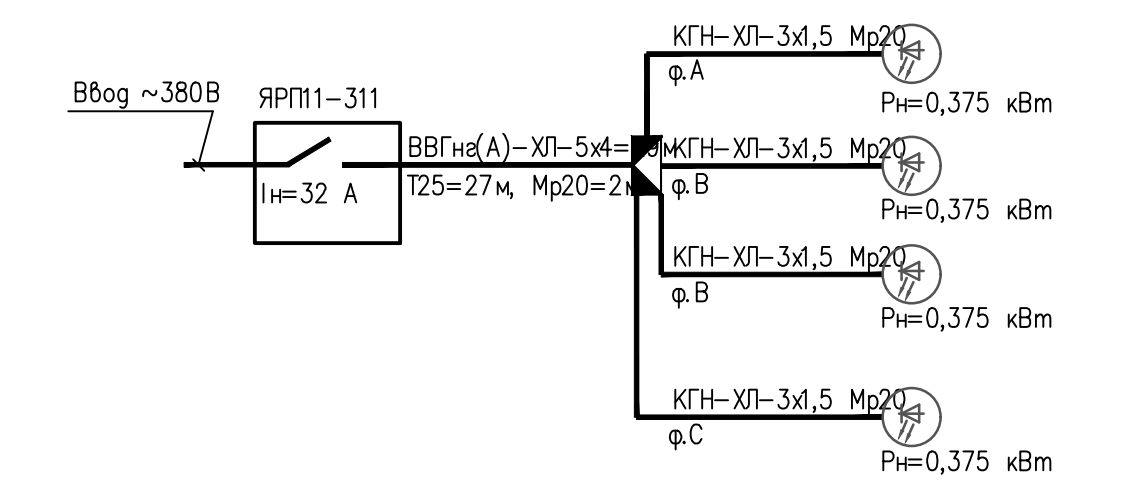 Ввод ~380В
ЯРП11-311
Iн=32 А
ВВГнг(А)-ХЛ-5х4= 9м
Т25=27м, Мр20=2м
КГН-ХЛ-3х1,5 Мр20
ф.А
Рн=0,375 кВт
КГН-ХЛ-3х1,5 Мр20
ф.В
Рн=0,375 кВт
КГН-ХЛ-3х1,5 Мр20
ф.В
Рн=0,375 кВт
КГН-ХЛ-3х1,5 Мр20
ф.С
Рн=0,375 кВт